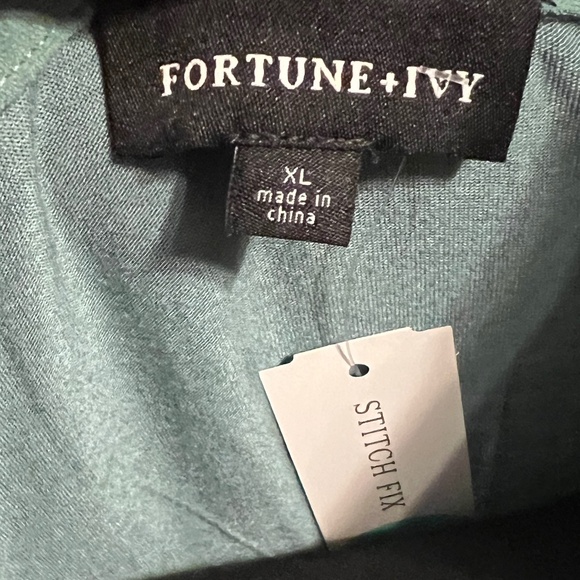 FORTUNE+IVY
XL
made in
china
STITCH FIX